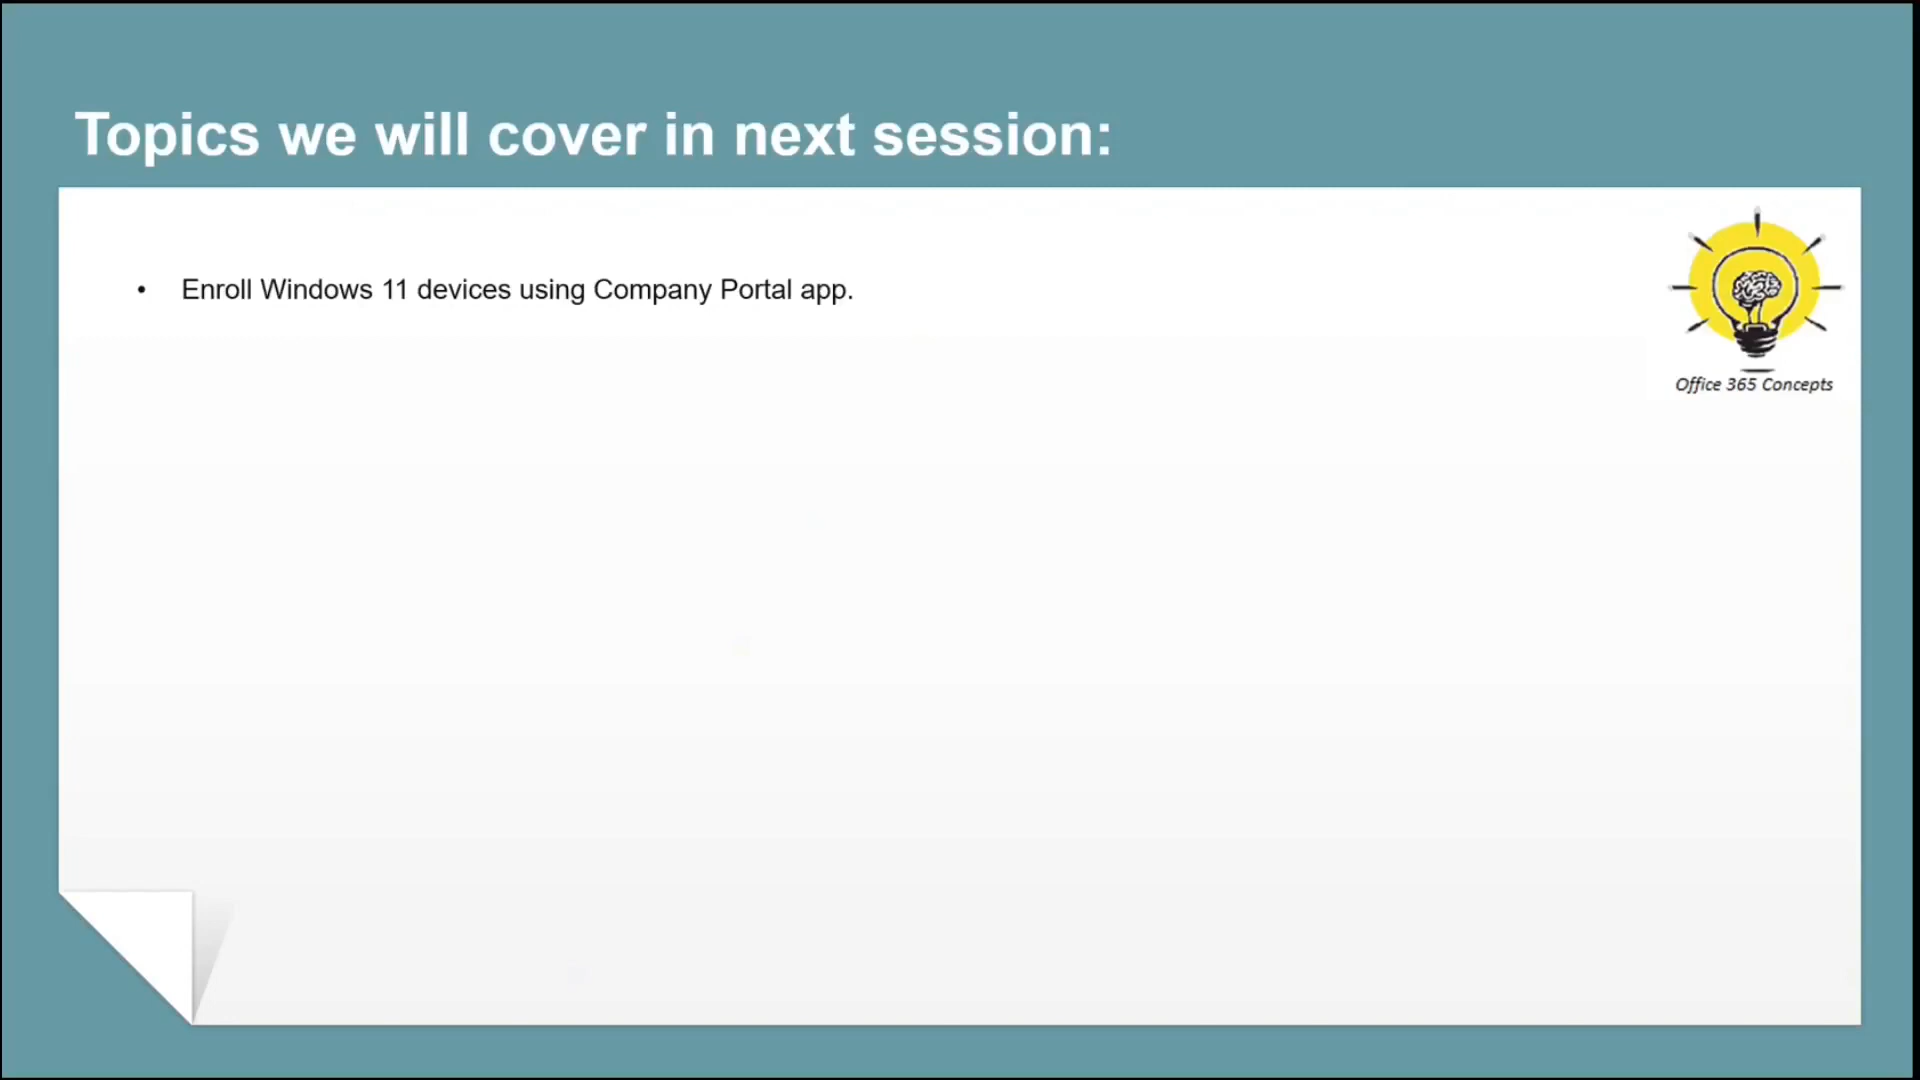 Topics we will cover in next session:
• Enroll Windows 11 devices using Company Portal app.
Office 365 Concepts